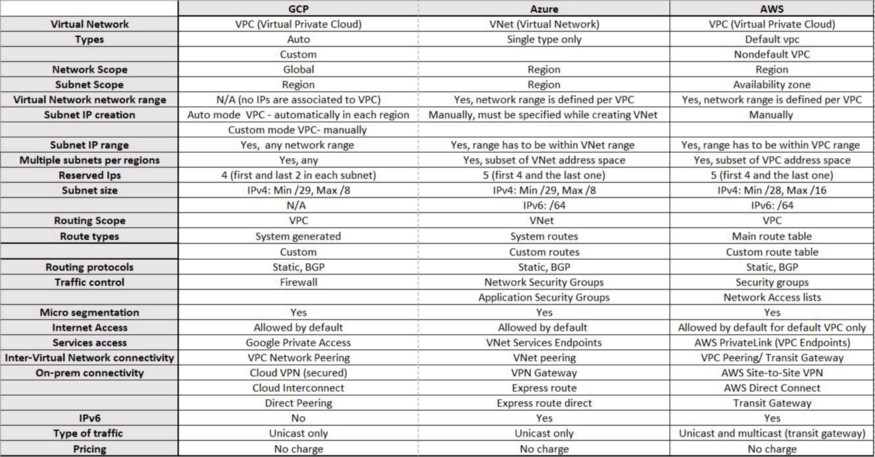 GCP Azure AWS
Virtual Network VPC (Virtual Private Cloud) VNet (Virtual Network) VPC (Virtual Private Cloud)
Types Auto Single type only Default vpc
Custom Nondefault VPC
Network Scope Global Region Region
Subnet Scope Region Region Availability zone
Virtual Network network range N/A (no IPs are associated to VPC) Yes, network range is defined per VPC Yes, network range is defined per VPC
Subnet IP creation Auto mode VPC - automatically in each region Manually, must be specified while creating VNet Manually
Custom mode VPC- manually
Subnet IP range Yes, any network range Yes, range has to be within VNet range Yes, range has to be within VPC range
Multiple subnets per regions Yes, any Yes, subset of VNet address space Yes, subset of VPC address space
Reserved Ips 4 (first and last 2 in each subnet) 5 (first 4 and the last one) 5 (first 4 and the last one)
Subnet size IPv4: Min /29, Max /8 IPv4: Min /29, Max /8 IPv4: Min /28, Max /16
N/A IPv6: /64 IPv6: /64
Routing Scope VPC VNet VPC
Route types System generated System routes Main route table
Custom Custom routes Custom route table
Routing protocols Static, BGP Static, BGP Static, BGP
Traffic control Firewall Network Security Groups Security groups
Application Security Groups Network Access lists
Micro segmentation Yes Yes Yes
Internet Access Allowed by default Allowed by default Allowed by default for default VPC only
Services access Google Private Access VNet Services Endpoints AWS PrivateLink (VPC Endpoints)
Inter-Virtual Network connectivity VPC Network Peering VNet peering VPC Peering/ Transit Gateway
On-prem connectivity Cloud VPN (secured) VPN Gateway AWS Site-to-Site VPN
Cloud Interconnect Express route AWS Direct Connect
Direct Peering Express route direct Transit Gateway
IPv6 No Yes Yes
Type of traffic Unicast only Unicast only Unicast and multicast (transit gateway)
Pricing No charge No charge No charge